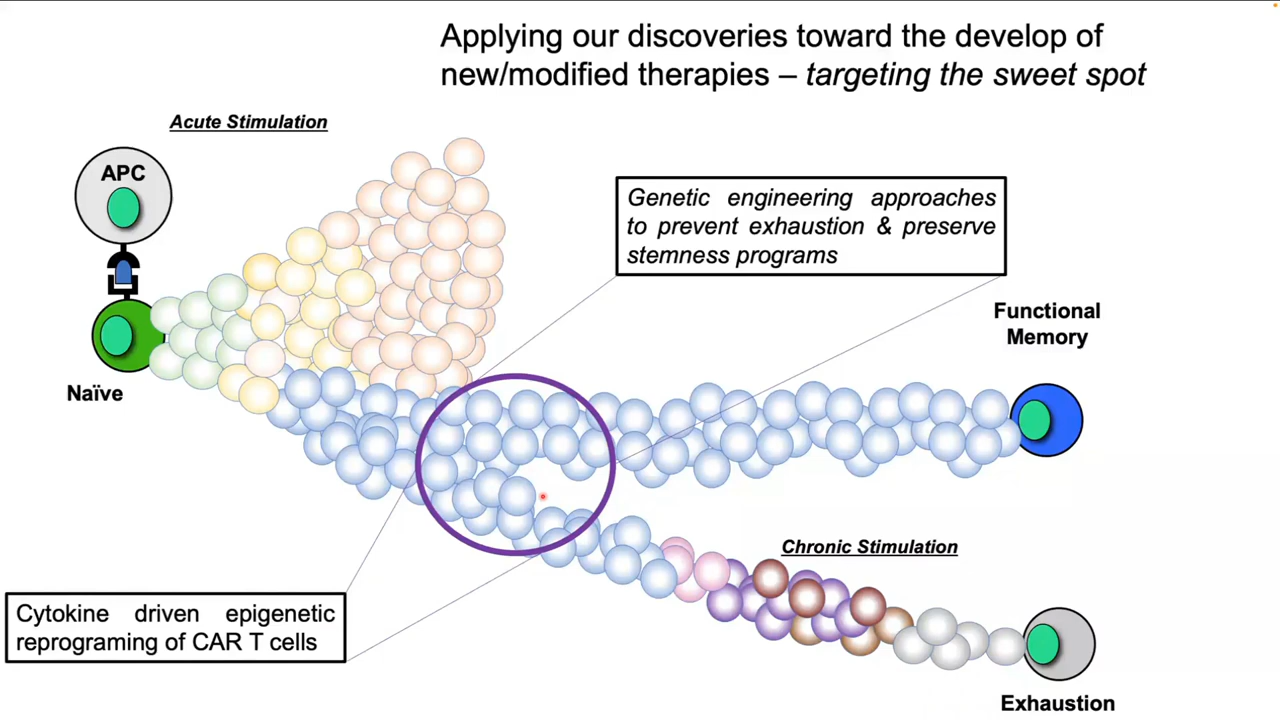 Applying our discoveries toward the develop of
new/modified therapies – targeting the sweet spot
Acute Stimulation
APC
Genetic engineering approaches
to prevent exhaustion & preserve
stemness programs
Functional
Memory
Naïve
Chronic Stimulation
Cytokine driven epigenetic
reprograming of CAR T cells
Exhaustion